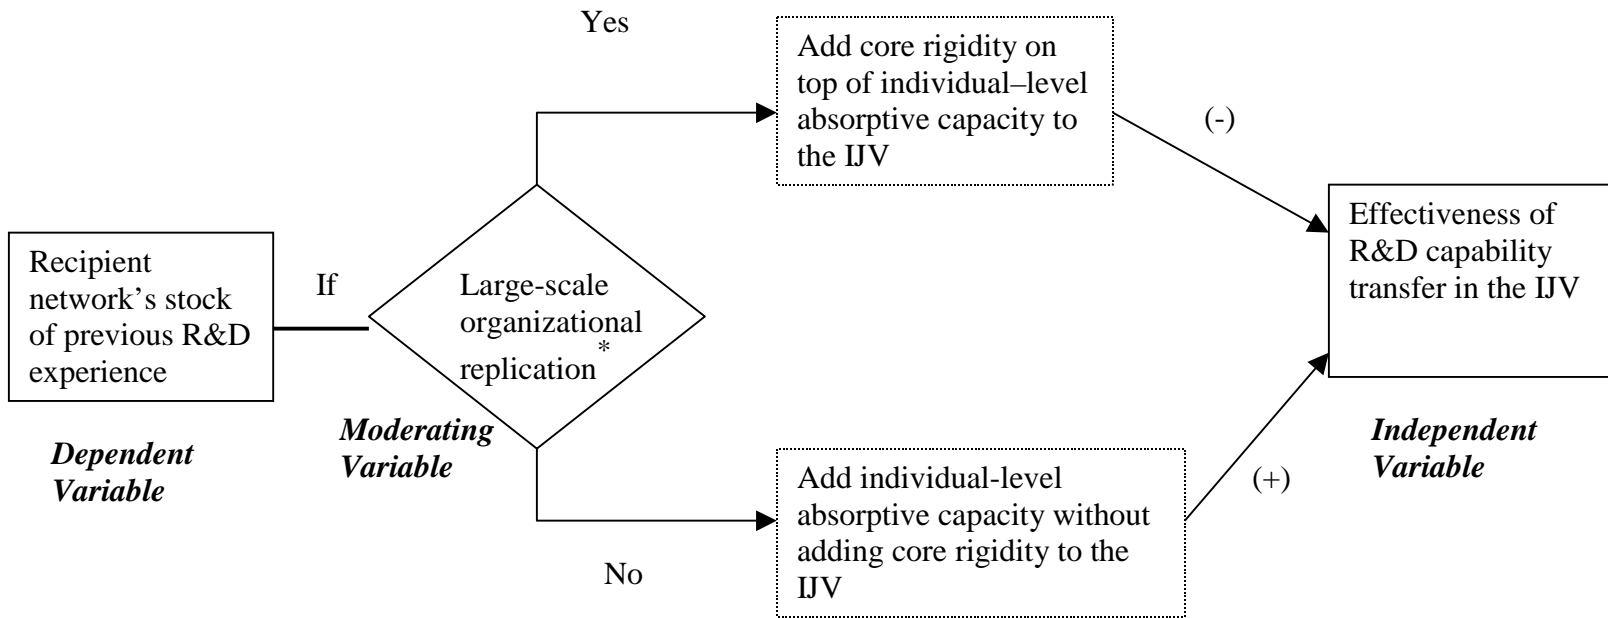 Yes
Add core rigidity on
top of individual–level
absorptive capacity to
the IJV
(-)
Recipient
network’s stock
of previous R&D
experience
If
Large-scale
organizational
replication*
Effectiveness of
R&D capability
transfer in the IJV
Dependent
Variable
Moderating
Variable
Independent
Variable
Add individual-level
absorptive capacity without
adding core rigidity to the
IJV
(+)
No